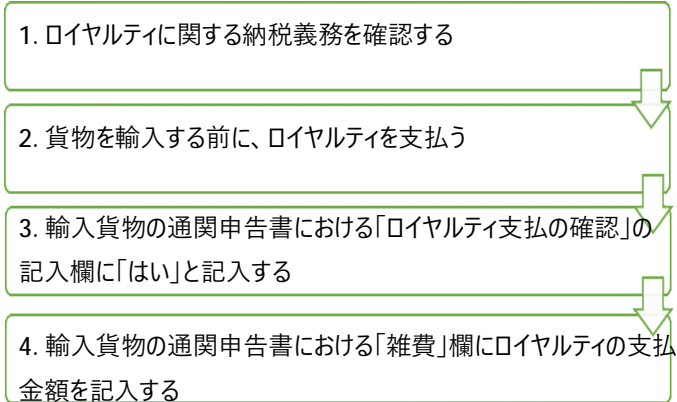 1. ロイヤルティに関する納税義務を確認する
2. 貨物を輸入する前に、ロイヤルティを支払う
3. 輸入貨物の通関申告書における「ロイヤルティ支払の確認」の
記入欄に「はい」と記入する
4. 輸入貨物の通関申告書における「雑費」欄にロイヤルティの支払
金額を記入する